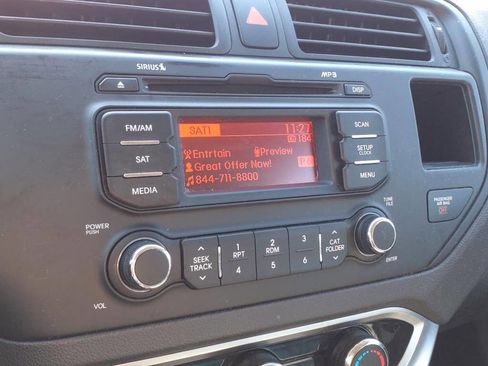 SIRIUS
MP3
DISP
FM/AM
SAT
MEDIA
SAT1 11:27
184
Entrtain Preview
Great Offer Now!
844-711-8800
SCAN
SETUP
CLOCK
MENU
PASSENGER
AIR BAG
POWER
PUSH
VOL
SEEK
TRACK
1 2 3
RPT RDM
4 5 6
CAT
FOLDER
TUNE
FILE
ENTER